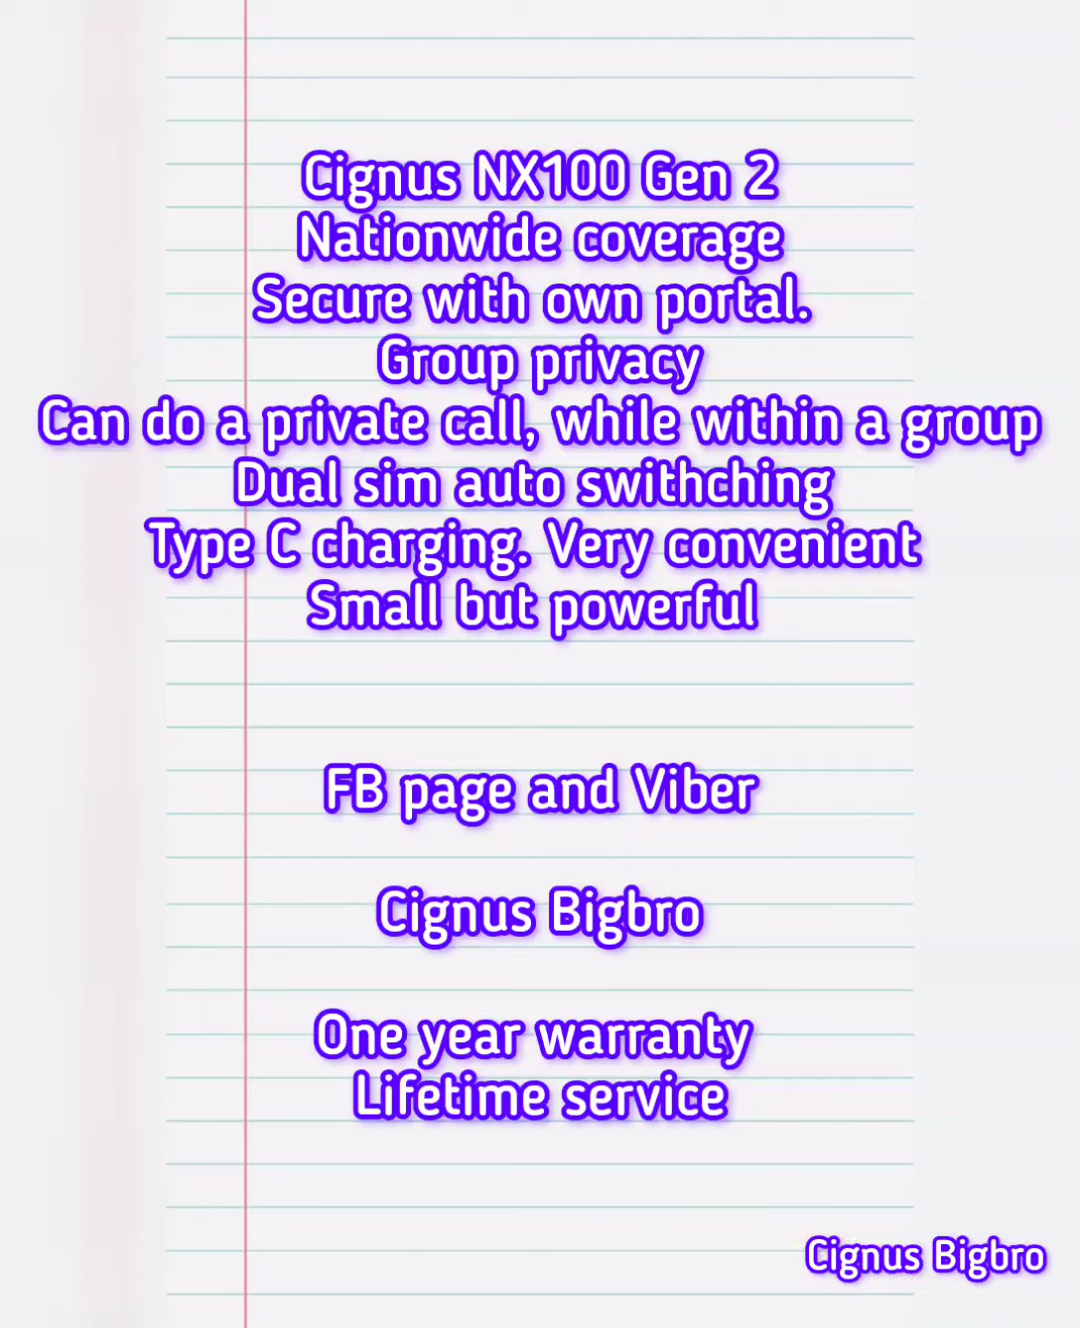 Cignus NX100 Gen 2
Nationwide coverage
Secure with own portal.
Group privacy
Can do a private call, while within a group
Dual sim auto swithching
Type C charging. Very convenient
Small but powerful
FB page and Viber
Cignus Bigbro
One year warranty
Lifetime service
Cignus Bigbro